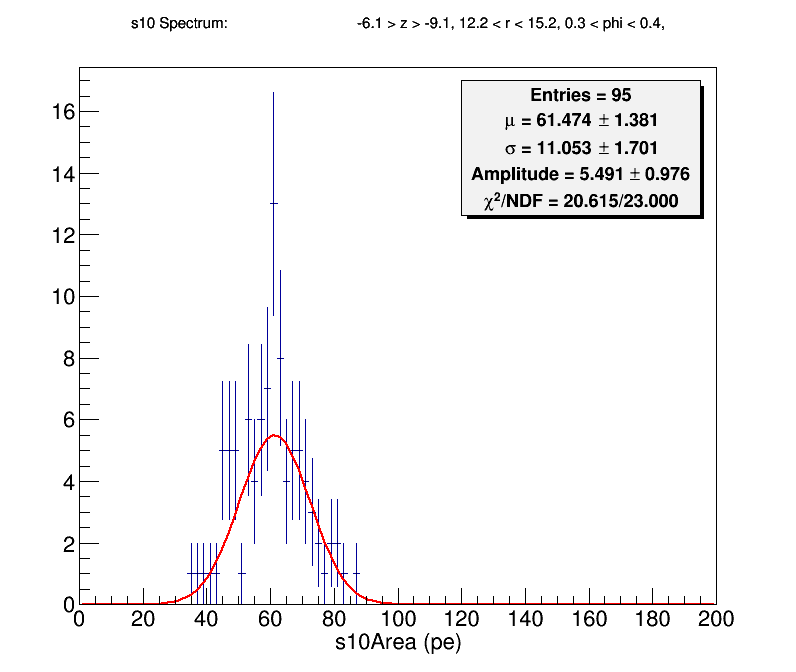 s10 Spectrum: -6.1 > z > -9.1, 12.2 < r < 15.2, 0.3 < phi < 0.4,
Entries = 95
μ = 61.474 ± 1.381
σ = 11.053 ± 1.701
Amplitude = 5.491 ± 0.976
χ²/NDF = 20.615/23.000
16
14
12
10
8
6
4
2
0
0 20 40 60 80 100 120 140 160 180 200
s10Area (pe)